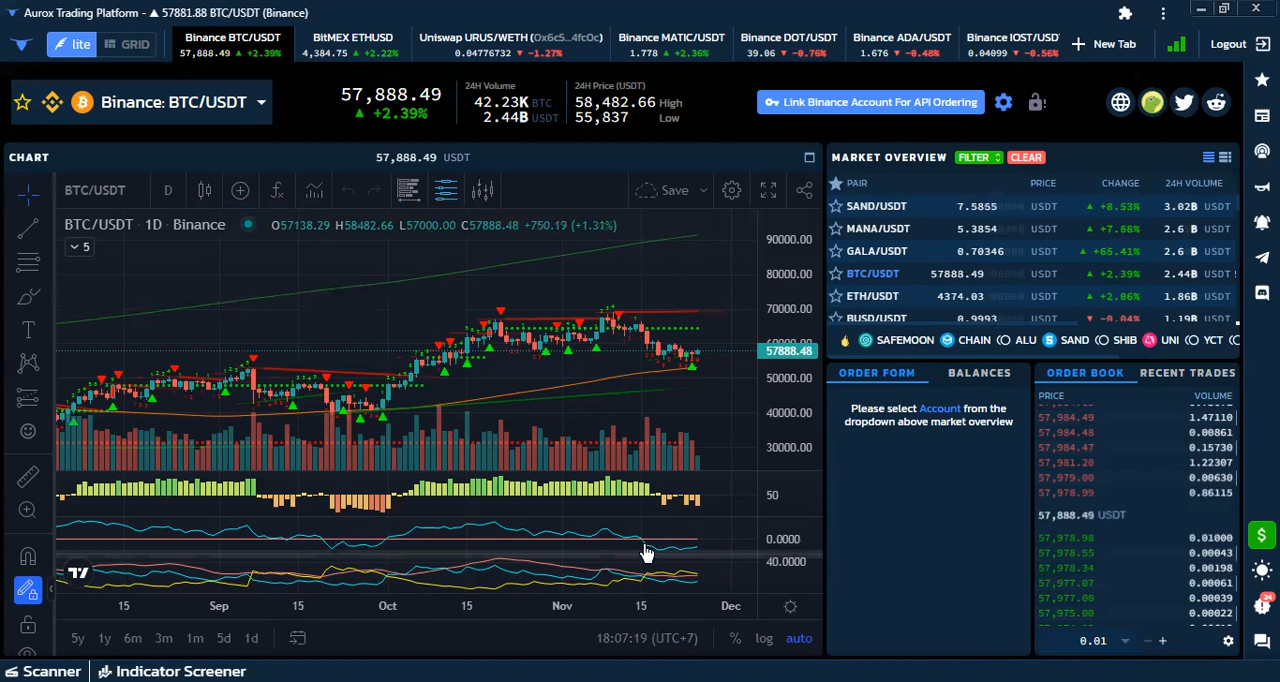 Aurox Trading Platform - ▲ 57881.88 BTC/USDT (Binance)
lite GRID
Binance BTC/USDT
57,888.49 ▲ +2.39%
BitMEX ETHUSD
4,384.75 ▲ +2.22%
Uniswap URUS/WETH (0x6c5...4fc0c)
0.04776732 ▼ -1.27%
Binance MATIC/USDT
1.778 ▲ +2.36%
Binance DOT/USDT
39.06 ▼ -0.76%
Binance ADA/USDT
1.676 ▼ -0.48%
Binance IOST/USDT
0.04099 ▼ -0.56%
New Tab
Logout
Binance: BTC/USDT
57,888.49
▲ +2.39%
24H Volume
42.23K BTC
2.44B USDT
24H Price (USDT)
58,482.66 High
55,837 Low
Link Binance Account For API Ordering
CHART 57,888.49 USDT
BTC/USDT D Save
BTC/USDT · 1D · Binance O57138.29 H58482.66 L57000.00 C57888.48 +750.19 (+1.31%)
5
90000.00
80000.00
70000.00
57888.48
50000.00
40000.00
30000.00
50
0.0000
40.0000
15 Sep 15 Oct 15 Nov 15 Dec
5y 1y 6m 3m 1m 5d 1d 18:07:19 (UTC+7) % log auto
MARKET OVERVIEW FILTER CLEAR
PAIR PRICE CHANGE 24H VOLUME
SAND/USDT 7.5855 USDT ▲ +8.53% 3.02B USDT
MANA/USDT 5.3854 USDT ▲ +7.66% 2.6 B USDT
GALA/USDT 0.70346 USDT ▲ +65.41% 2.6 B USDT
BTC/USDT 57888.49 USDT ▲ +2.39% 2.44B USDT
ETH/USDT 4374.03 USDT ▲ +2.06% 1.86B USDT
BUSD/USDT 0.9993 USDT ▼ -0.04% 1.19B USDT
SAFEMOON CHAIN ALU SAND SHIB UNI YCT
ORDER FORM BALANCES
Please select Account from the
dropdown above market overview
ORDER BOOK RECENT TRADES
PRICE VOLUME
57,984.49 1.47110
57,984.48 0.00861
57,984.47 0.15730
57,981.20 1.22307
57,979.00 0.00630
57,978.99 0.86115
57,888.49 USDT
57,978.98 0.01000
57,978.55 0.00043
57,978.34 0.00198
57,977.07 0.00061
57,977.00 0.00039
57,975.00 0.00022
0.01
24
Scanner Indicator Screener